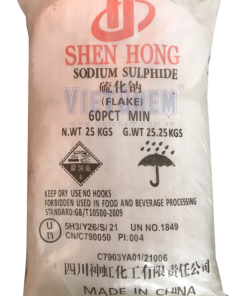 SHEN HONG
SODIUM SULPHIDE
硫化钠
VIETCHEM
(FLAKE)
60PCT MIN
N.WT 25 KGS G.WT 25.25KGS
KEEP DRY USE NO HOOKS
FORBIDDEN USED IN FOOD AND BEVERAGE PROCESSING
STANDARD:GB/T10500-2009
un
5H3/Y26/S/21 UN NO.1849
CN/C790050 PI:004
C7903YA01/21006
四川神虹化工有限责任公司
MADE IN CHINA